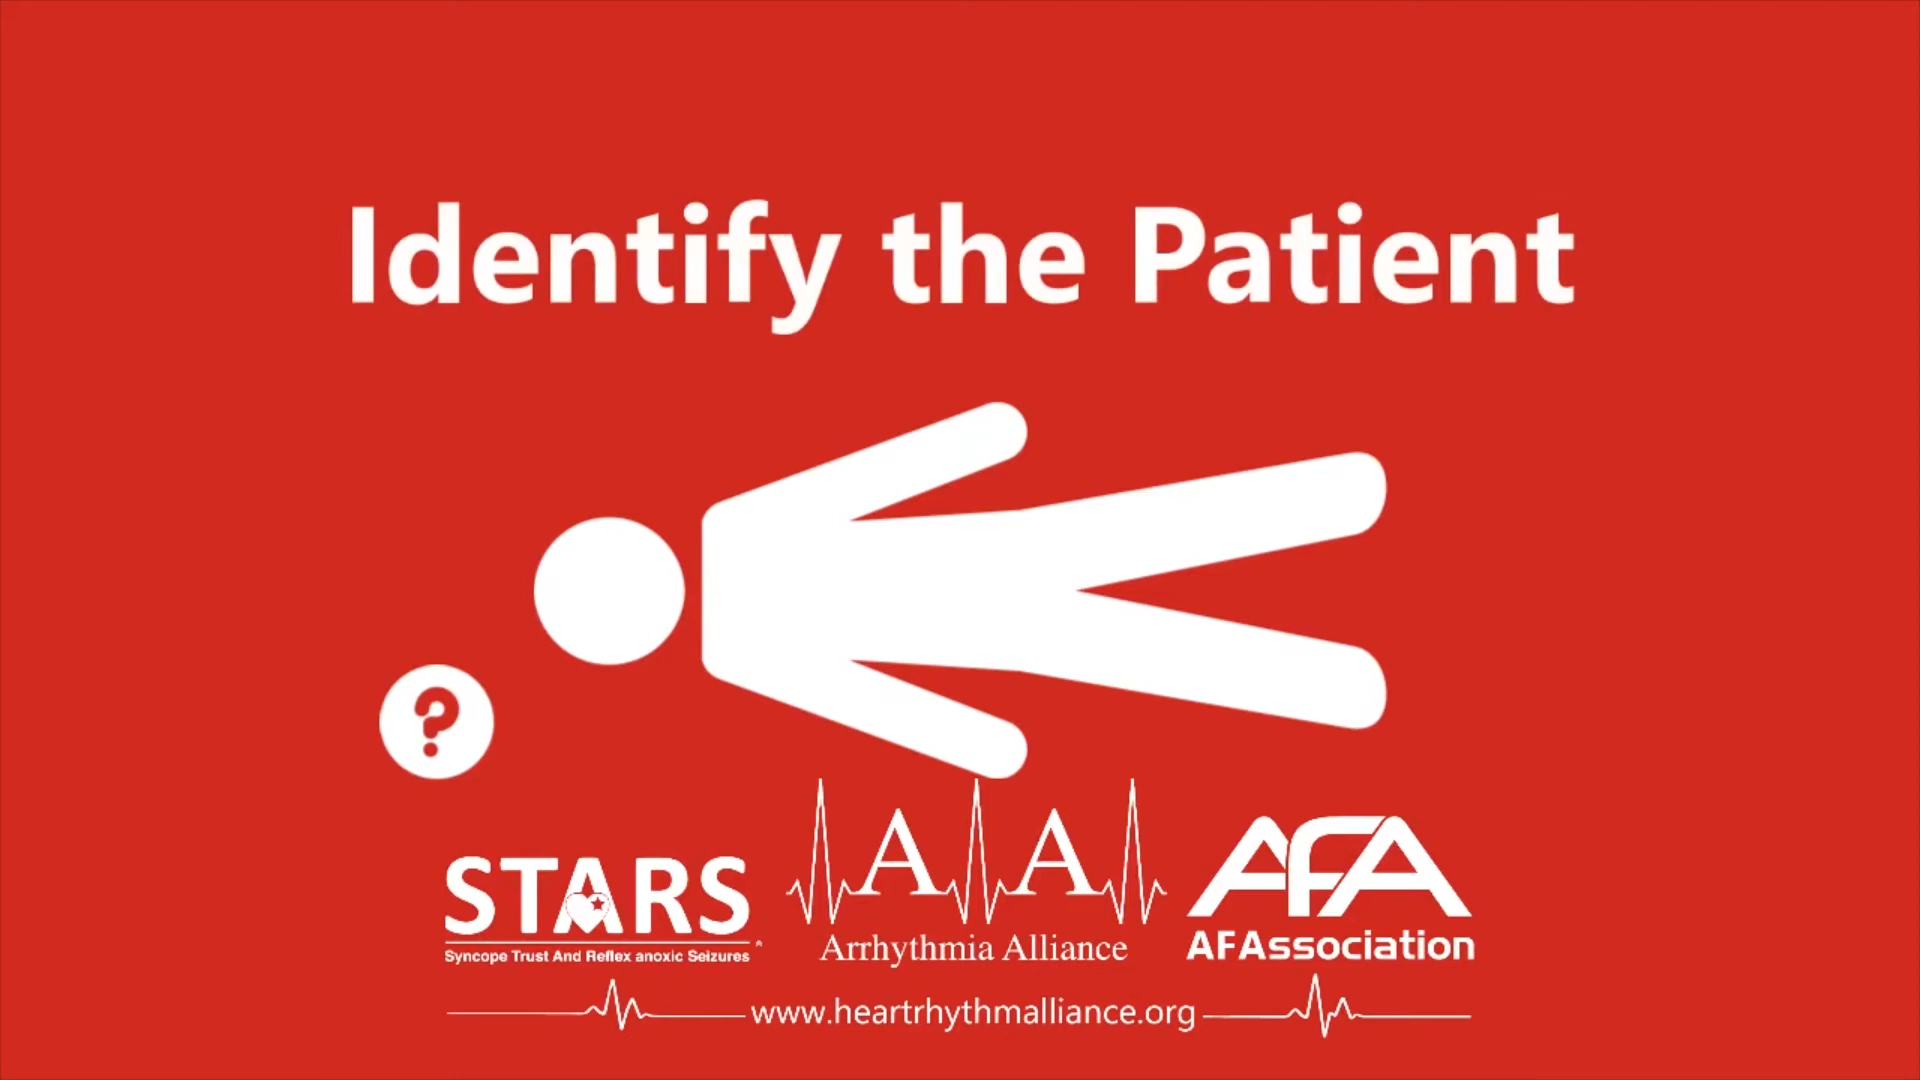 Identify the Patient
?
STARS
Syncope Trust And Reflex anoxic Seizures
A A
Arrhythmia Alliance
AFA
AFAssociation
www.heartrhythmalliance.org